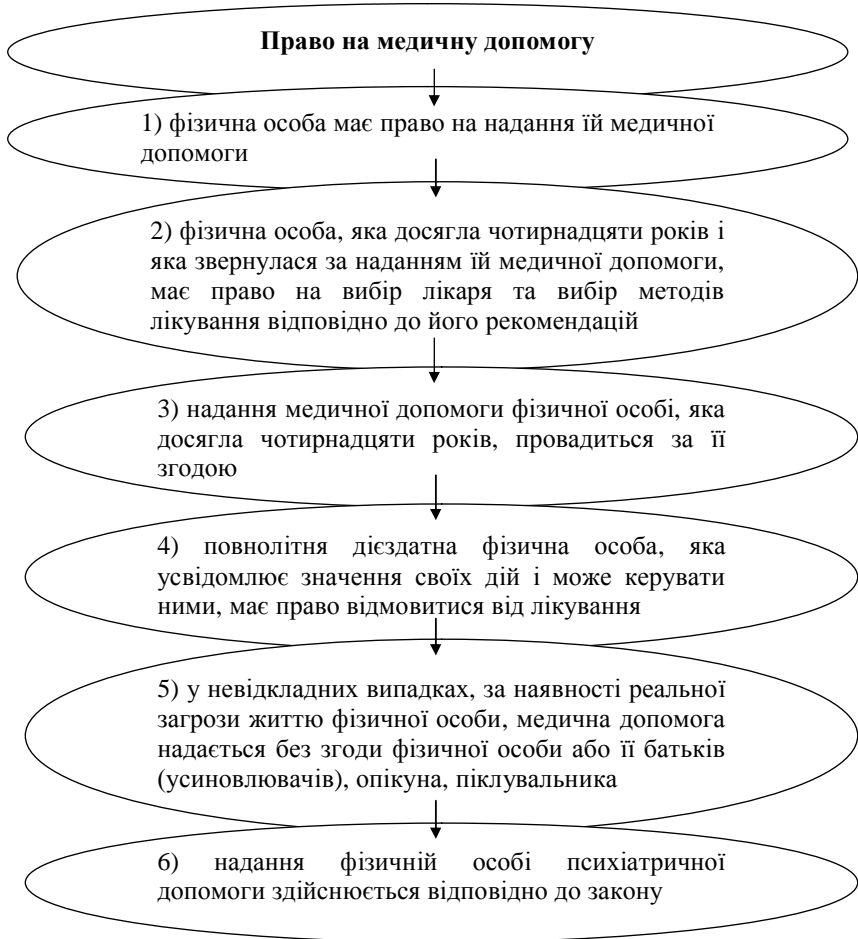 Право на медичну допомогу
1) фізична особа має право на надання їй медичної
допомоги
2) фізична особа, яка досягла чотирнадцяти років і
яка звернулася за наданням їй медичної допомоги,
має право на вибір лікаря та вибір методів
лікування відповідно до його рекомендацій
3) надання медичної допомоги фізичної особі, яка
досягла чотирнадцяти років, провадиться за її
згодою
4) повнолітня дієздатна фізична особа, яка
усвідомлює значення своїх дій і може керувати
ними, має право відмовитися від лікування
5) у невідкладних випадках, за наявності реальної
загрози життю фізичної особи, медична допомога
надається без згоди фізичної особи або її батьків
(усиновлювачів), опікуна, піклувальника
6) надання фізичній особі психіатричної
допомоги здійснюється відповідно до закону